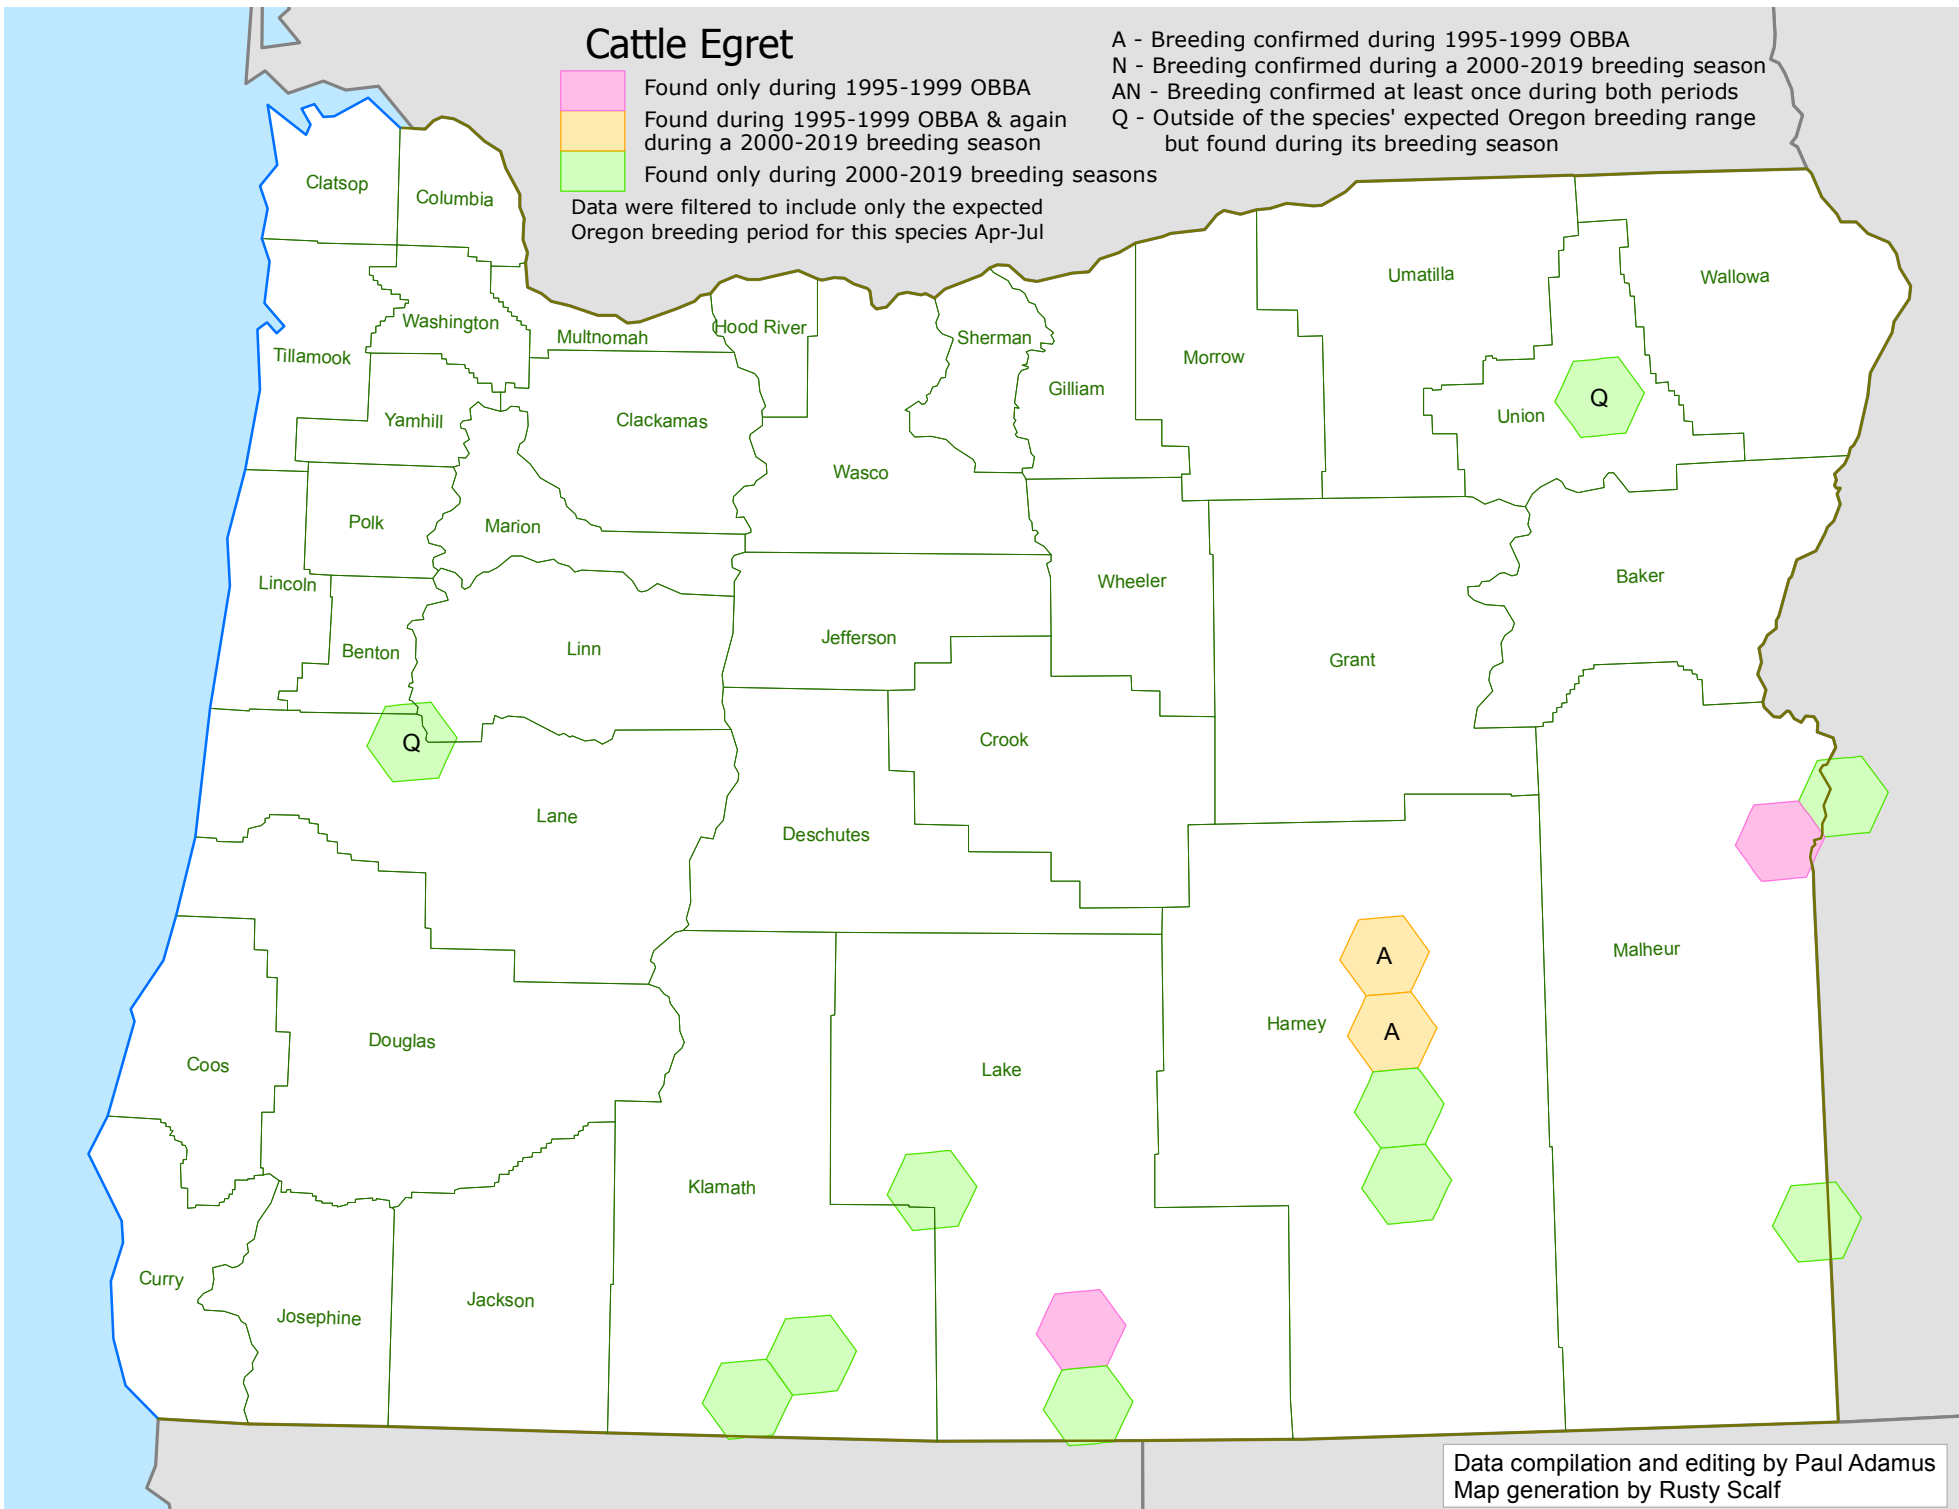 Cattle Egret
Found only during 1995-1999 OBBA
Found during 1995-1999 OBBA & again
during a 2000-2019 breeding season
Found only during 2000-2019 breeding seasons
Data were filtered to include only the expected
Oregon breeding period for this species Apr-Jul
A - Breeding confirmed during 1995-1999 OBBA
N - Breeding confirmed during a 2000-2019 breeding season
AN - Breeding confirmed at least once during both periods
Q - Outside of the species' expected Oregon breeding range
but found during its breeding season
Clatsop
Columbia
Umatilla
Wallowa
Washington
Multnomah
Hood River
Sherman
Tillamook
Morrow
Gilliam
Yamhill
Clackamas
Union
Q
Wasco
Polk
Marion
Lincoln
Wheeler
Baker
Benton
Linn
Jefferson
Grant
Q
Crook
Lane
Deschutes
Malheur
A
A
Harney
Douglas
Coos
Lake
Klamath
Curry
Josephine
Jackson
Data compilation and editing by Paul Adamus
Map generation by Rusty Scalf